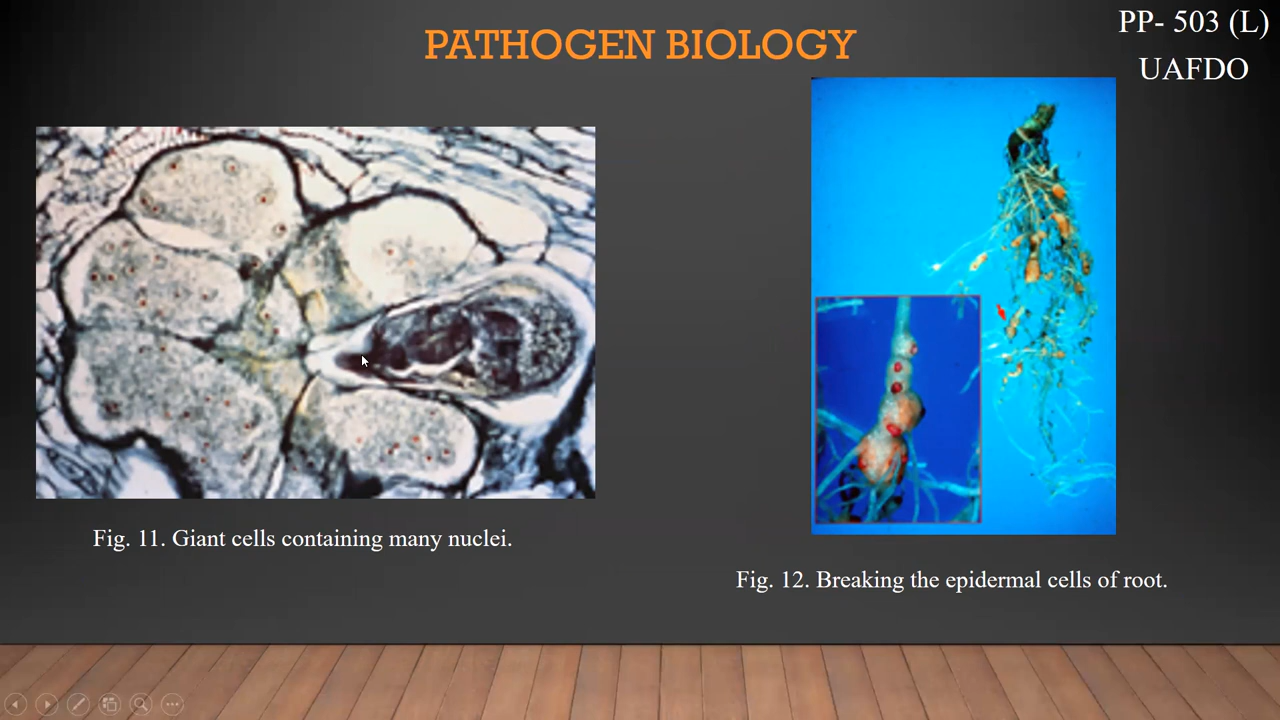 PATHOGEN BIOLOGY
PP- 503 (L)
UAFDO
Fig. 11. Giant cells containing many nuclei.
Fig. 12. Breaking the epidermal cells of root.